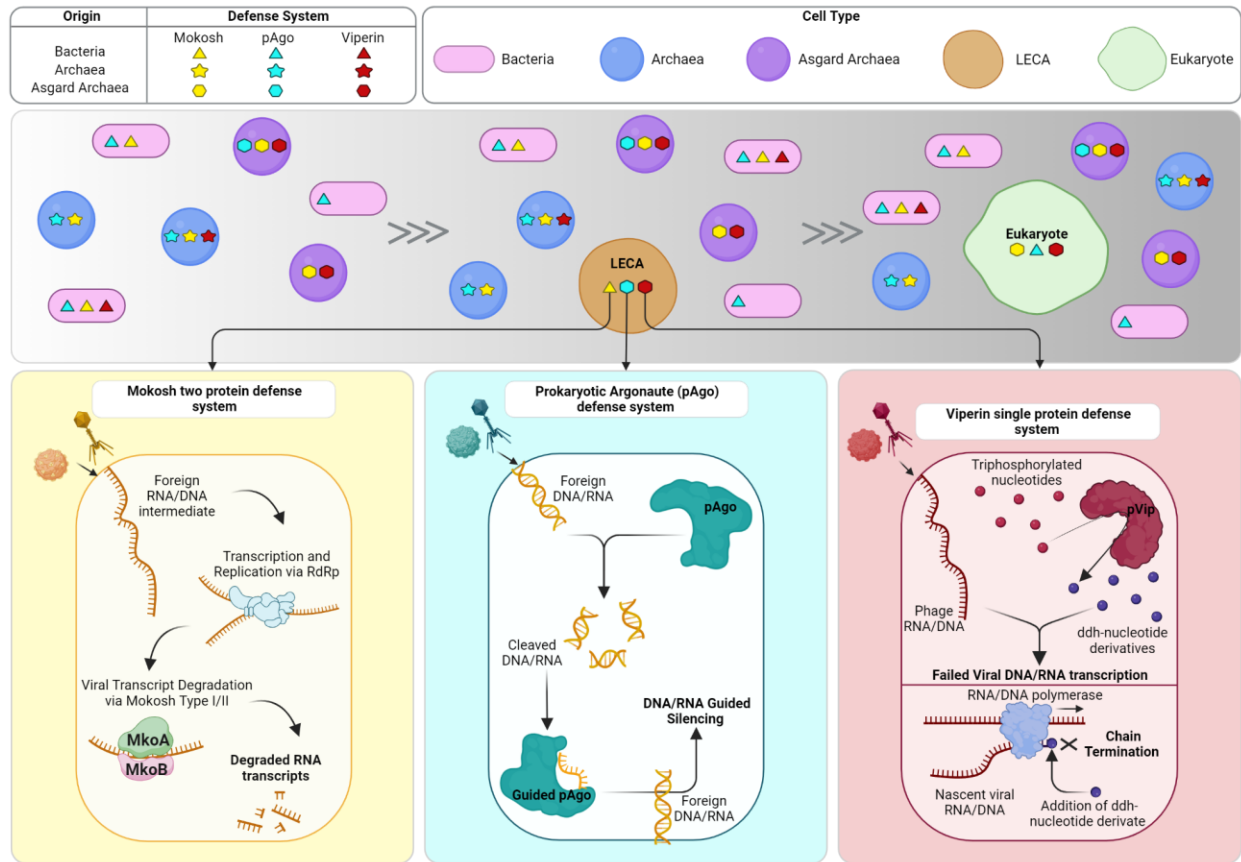 Origin
Defense System
Mokosh
pAgo
Viperin
Bacteria
Archaea
Asgard Archaea
Cell Type
Bacteria
Archaea
Asgard Archaea
LECA
Eukaryote
LECA
Eukaryote
Mokosh two protein defense
system
Foreign
RNA/DNA
intermediate
Transcription and
Replication via RdRp
Viral Transcript Degradation
via Mokosh Type I/II
MkoA
MkoB
Degraded RNA
transcripts
Prokaryotic Argonaute (pAgo)
defense system
Foreign
DNA/RNA
pAgo
Cleaved
DNA/RNA
DNA/RNA Guided
Silencing
Guided pAgo
Foreign
DNA/RNA
Viperin single protein defense
system
Triphosphorylated
nucleotides
pVip
Phage
RNA/DNA
ddh-nucleotide
derivatives
Failed Viral DNA/RNA transcription
RNA/DNA polymerase
Chain
Termination
Nascent viral
RNA/DNA
Addition of ddh-
nucleotide derivate